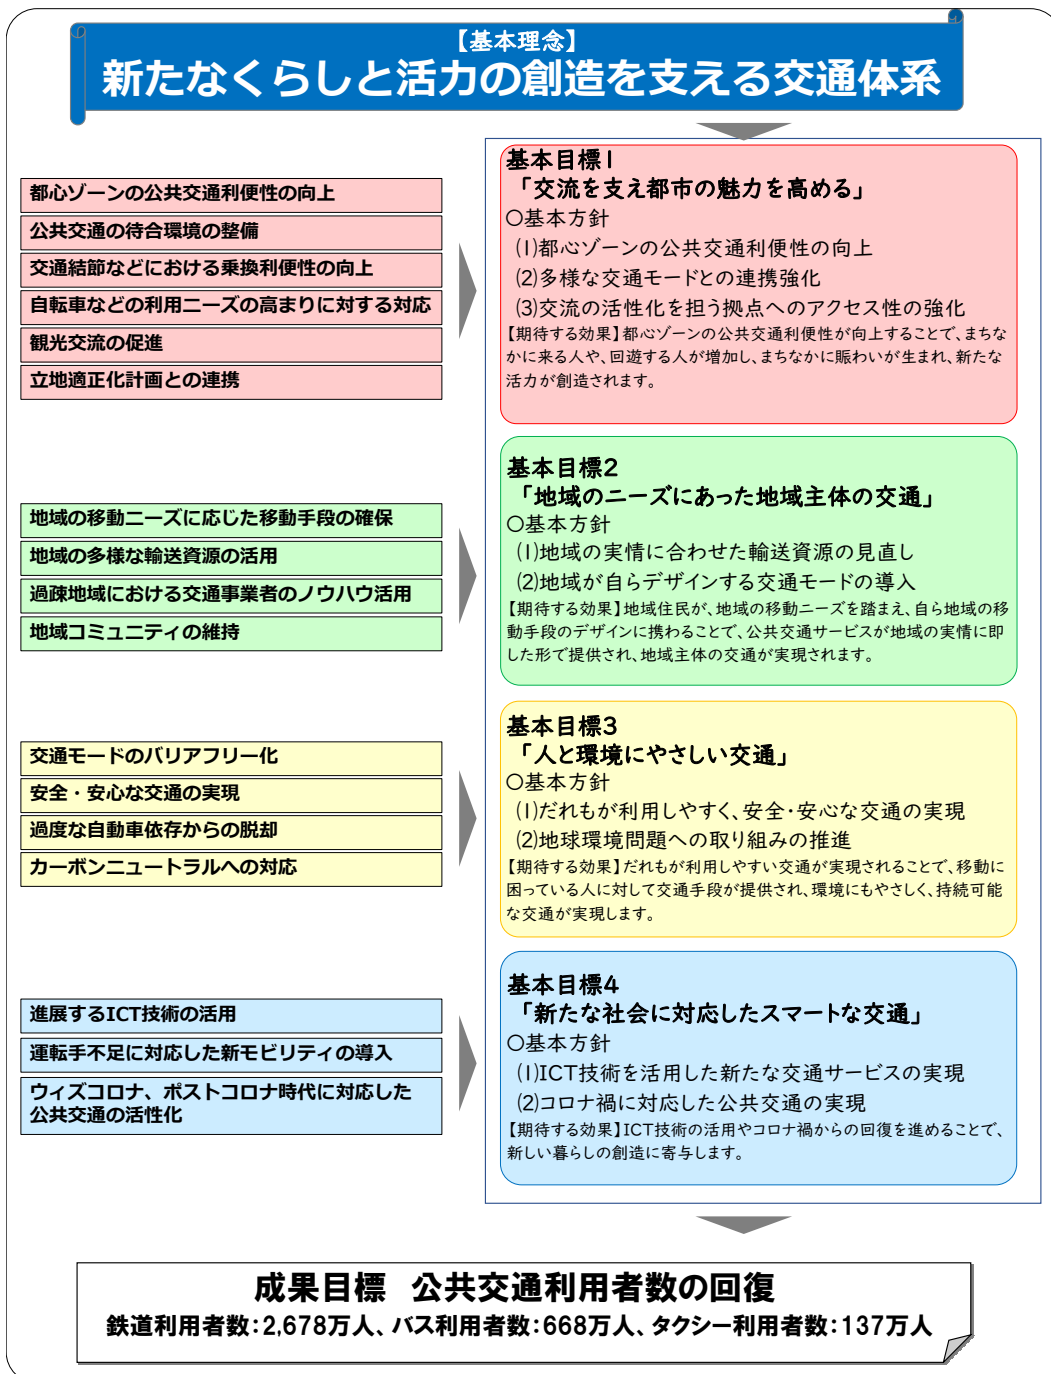 【基本理念】
新たなくらしと活力の創造を支える交通体系
都心ゾーンの公共交通利便性の向上
公共交通の待合環境の整備
交通結節などにおける乗換利便性の向上
自転車などの利用ニーズの高まりに対する対応
観光交流の促進
立地適正化計画との連携
基本目標1
「交流を支え都市の魅力を高める」
○基本方針
(1)都心ゾーンの公共交通利便性の向上
(2)多様な交通モードとの連携強化
(3)交流の活性化を担う拠点へのアクセス性の強化
【期待する効果】都心ゾーンの公共交通利便性が向上することで、まちな
かに来る人や、回遊する人が増加し、まちなかに賑わいが生まれ、新たな
活力が創造されます。
地域の移動ニーズに応じた移動手段の確保
地域の多様な輸送資源の活用
過疎地域における交通事業者のノウハウ活用
地域コミュニティの維持
基本目標2
「地域のニーズにあった地域主体の交通」
○基本方針
(1)地域の実情に合わせた輸送資源の見直し
(2)地域が自らデザインする交通モードの導入
【期待する効果】地域住民が、地域の移動ニーズを踏まえ、自ら地域の移
動手段のデザインに携わることで、公共交通サービスが地域の実情に即
した形で提供され、地域主体の交通が実現されます。
交通モードのバリアフリー化
安全・安心な交通の実現
過度な自動車依存からの脱却
カーボンニュートラルへの対応
基本目標3
「人と環境にやさしい交通」
○基本方針
(1)だれもが利用しやすく、安全・安心な交通の実現
(2)地球環境問題への取り組みの推進
【期待する効果】だれもが利用しやすい交通が実現されることで、移動に
困っている人に対して交通手段が提供され、環境にもやさしく、持続可能
な交通が実現します。
進展するICT技術の活用
運転手不足に対応した新モビリティの導入
ウィズコロナ、ポストコロナ時代に対応した
公共交通の活性化
基本目標4
「新たな社会に対応したスマートな交通」
○基本方針
(1)ICT技術を活用した新たな交通サービスの実現
(2)コロナ禍に対応した公共交通の実現
【期待する効果】ICT技術の活用やコロナ禍からの回復を進めることで、
新しい暮らしの創造に寄与します。
成果目標 公共交通利用者数の回復
鉄道利用者数:2,678万人、バス利用者数:668万人、タクシー利用者数:137万人